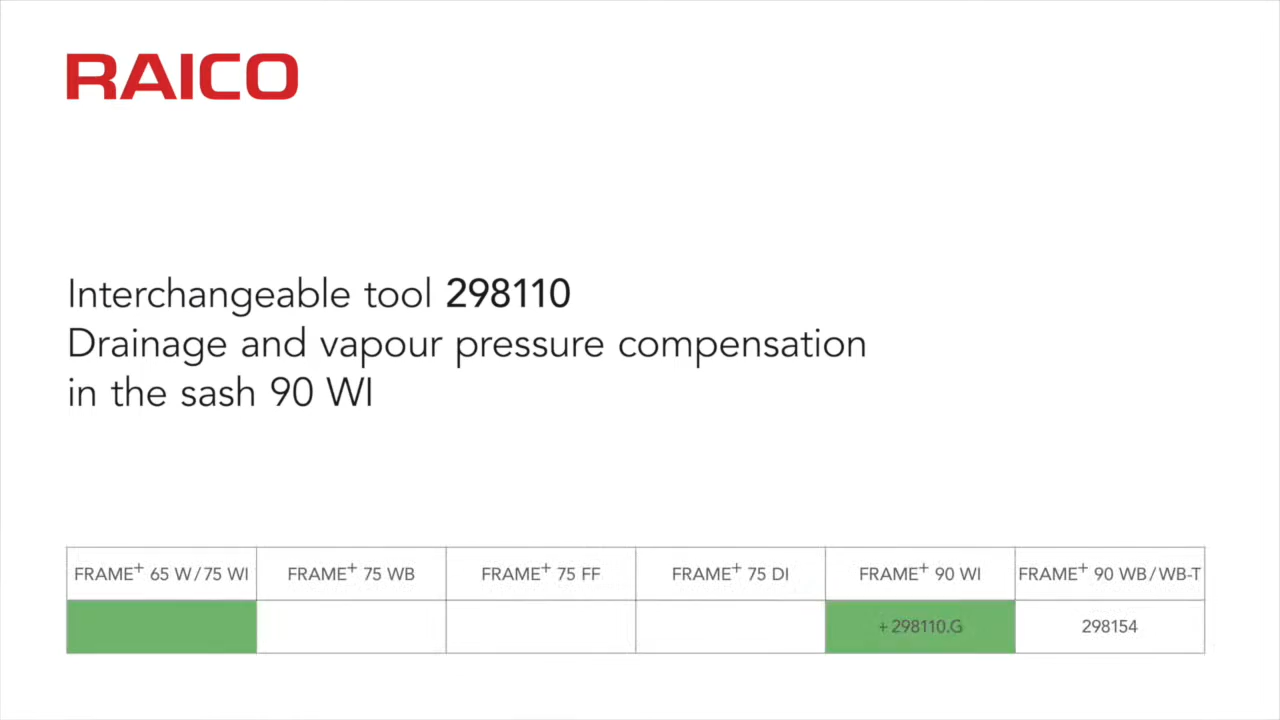 RAICO
Interchangeable tool 298110
Drainage and vapour pressure compensation
in the sash 90 WI
FRAME+ 65 W/75 WI FRAME+ 75 WB FRAME+ 75 FF FRAME+ 75 DI FRAME+ 90 WI FRAME+ 90 WB/WB-T
+ 298110.G 298154